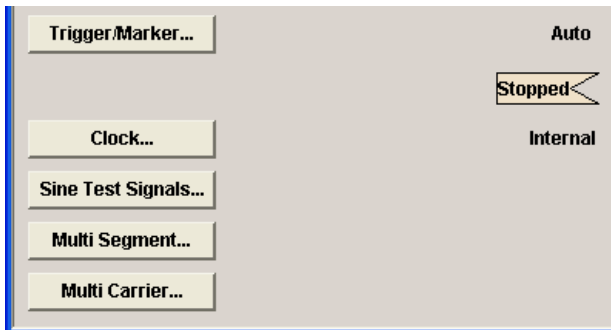 Trigger/Marker... Auto
Stopped
Clock... Internal
Sine Test Signals...
Multi Segment...
Multi Carrier...